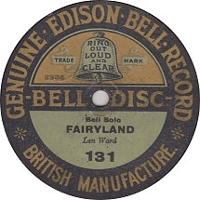 GENUINE · EDISON · BELL · RECORD
RING OUT
LOUD
AND
CLEAR
TRADE MARK
-BELL-DISC-
Bell Solo
FAIRYLAND
Len Ward
131
BRITISH MANUFACTURE.